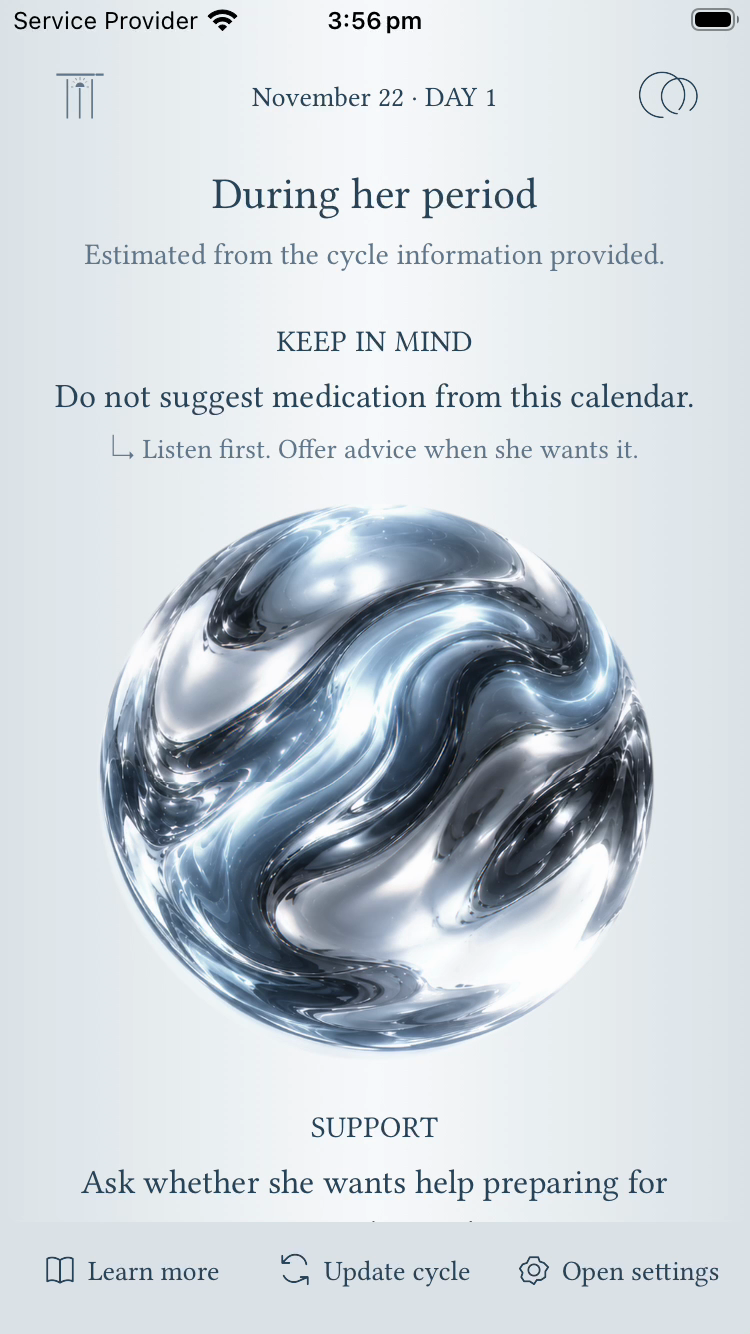 Service Provider 3:56 pm
November 22 · DAY 1
During her period
Estimated from the cycle information provided.
KEEP IN MIND
Do not suggest medication from this calendar.
Listen first. Offer advice when she wants it.
SUPPORT
Ask whether she wants help preparing for
Learn more Update cycle Open settings